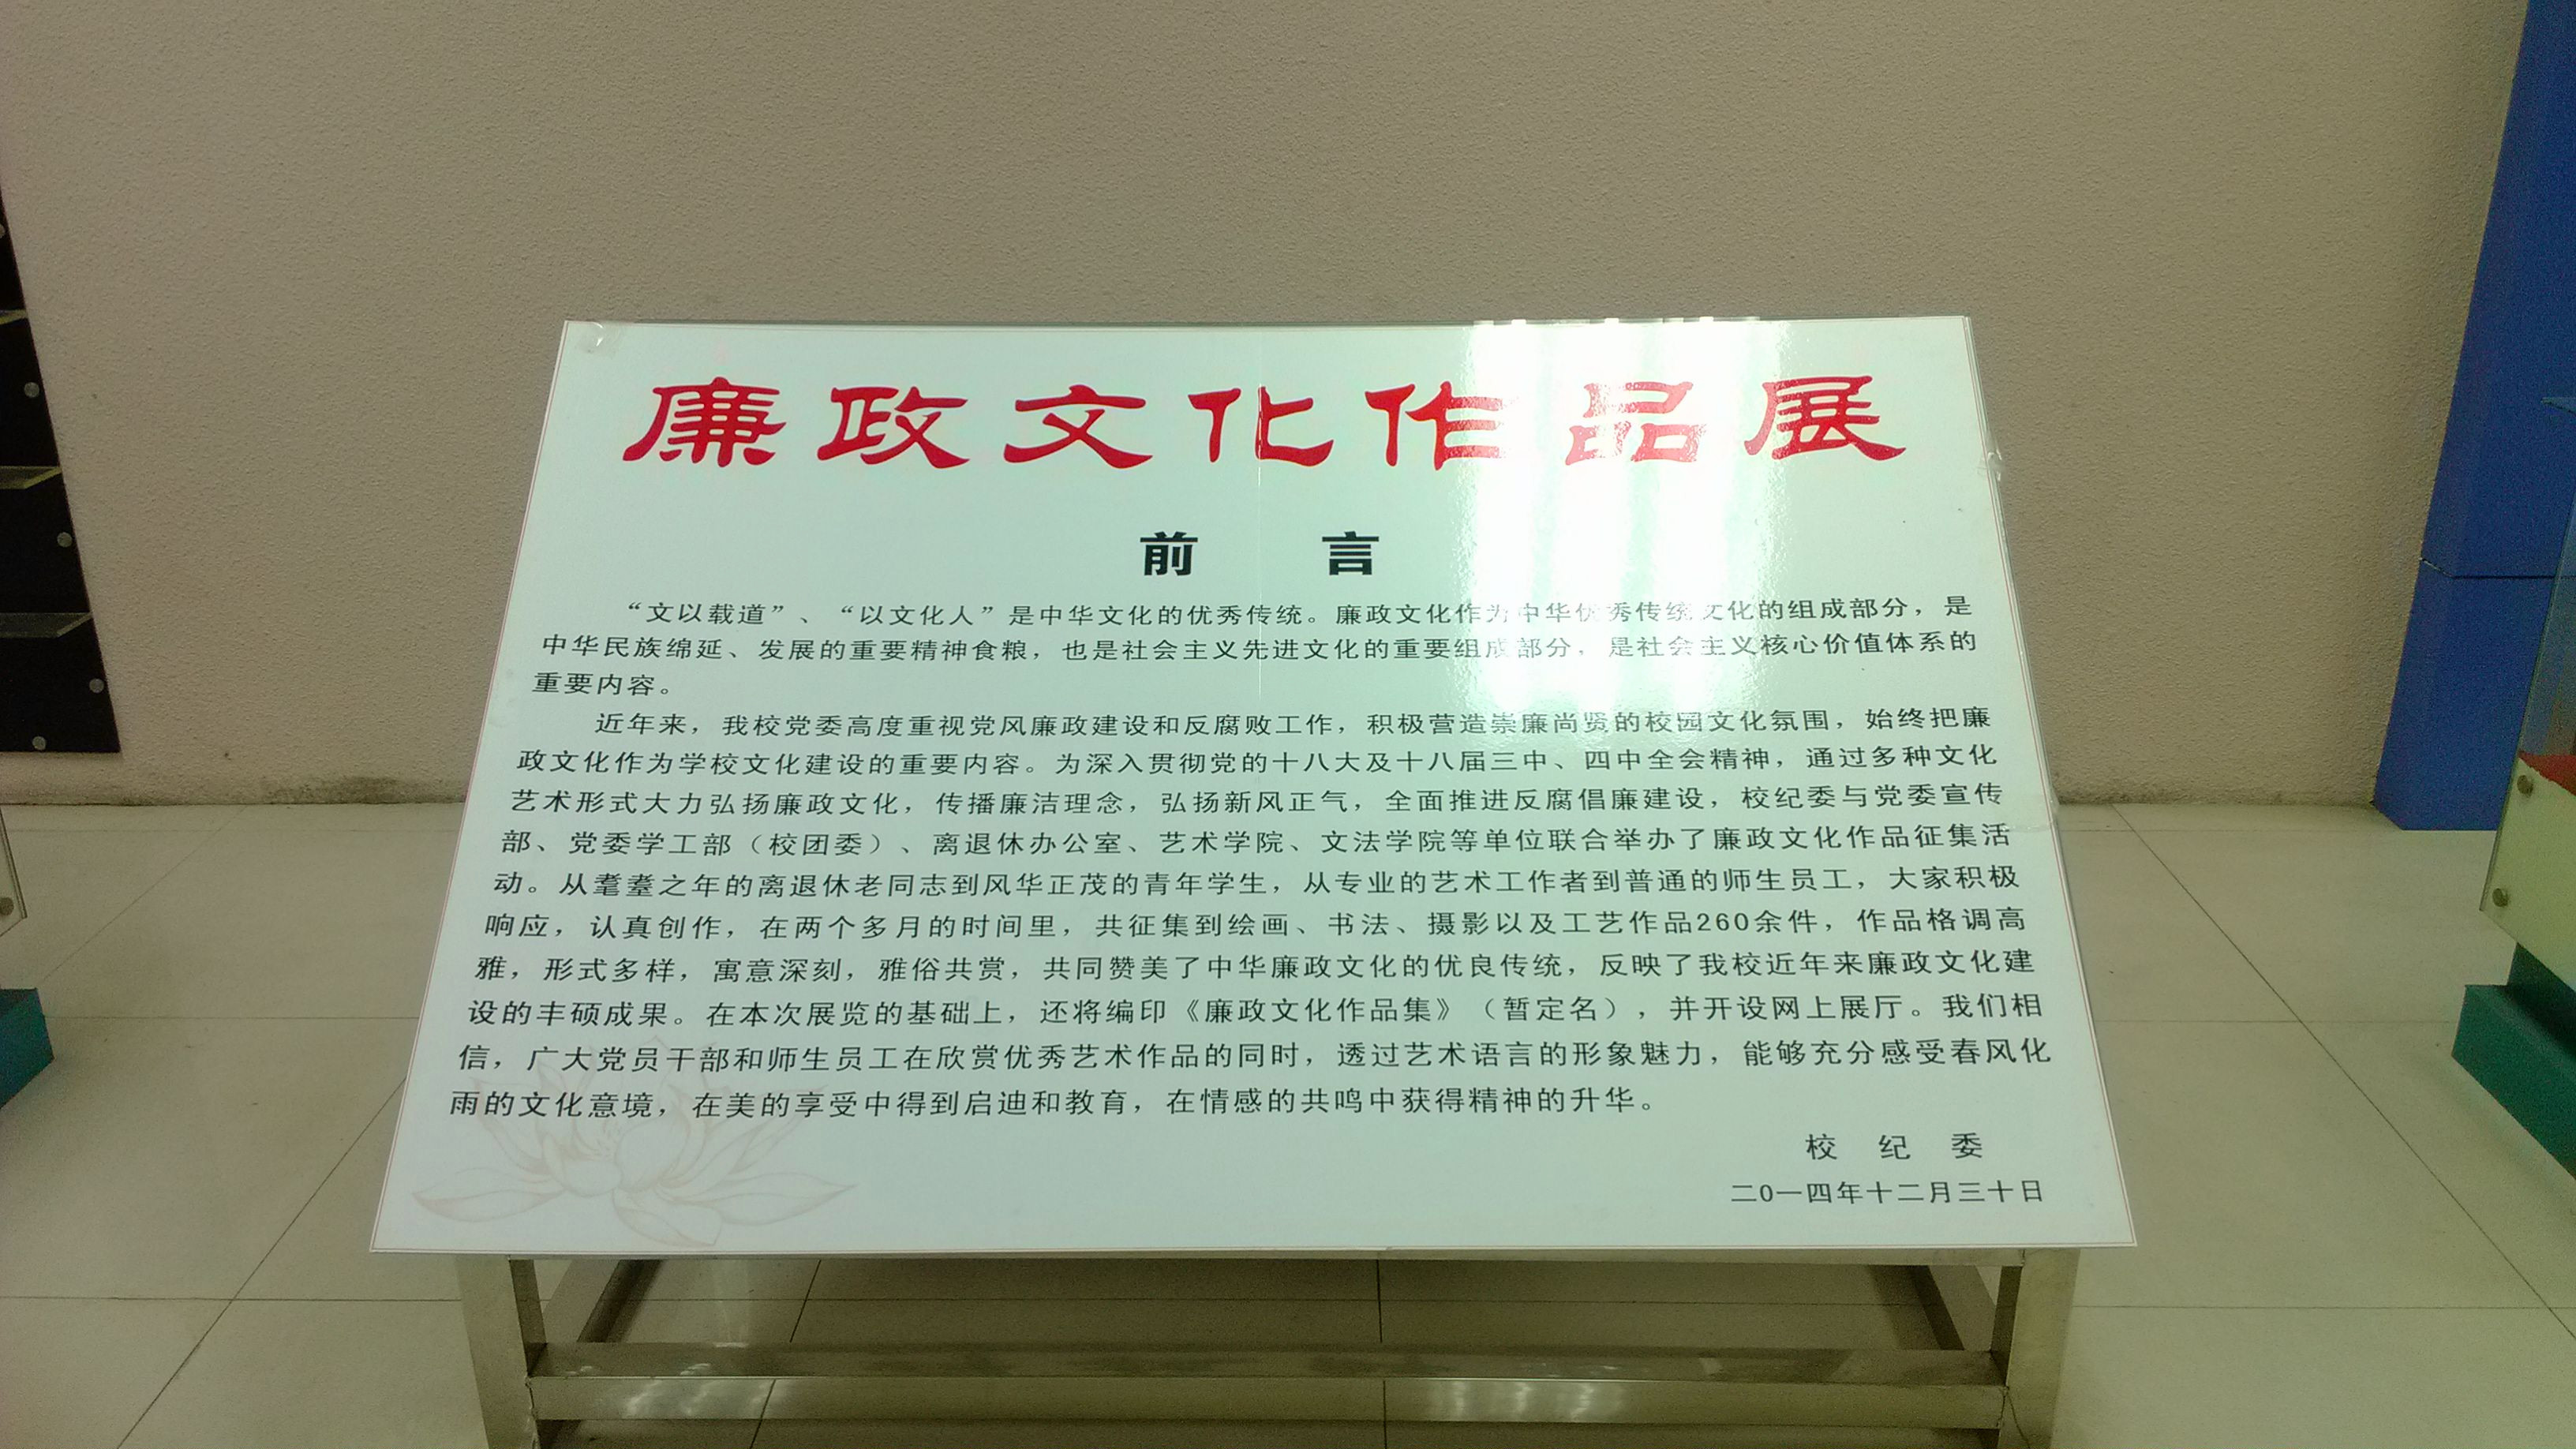 廉政文化作品展
前 言
“文以载道”、“以文化人”是中华文化的优秀传统。廉政文化作为中华优秀传统文化的组成部分，是
中华民族绵延、发展的重要精神食粮，也是社会主义先进文化的重要组成部分，是社会主义核心价值体系的
重要内容。
近年来，我校党委高度重视党风廉政建设和反腐败工作，积极营造崇廉尚贤的校园文化氛围，始终把廉
政文化作为学校文化建设的重要内容。为深入贯彻党的十八大及十八届三中、四中全会精神，通过多种文化
艺术形式大力弘扬廉政文化，传播廉洁理念，弘扬新风正气，全面推进反腐倡廉建设，校纪委与党委宣传
部、党委学工部（校团委）、离退休办公室、艺术学院、文法学院等单位联合举办了廉政文化作品征集活
动。从耄耋之年的离退休老同志到风华正茂的青年学生，从专业的艺术工作者到普通的师生员工，大家积极
响应，认真创作，在两个多月的时间里，共征集到绘画、书法、摄影以及工艺作品260余件，作品格调高
雅，形式多样，寓意深刻，雅俗共赏，共同赞美了中华廉政文化的优良传统，反映了我校近年来廉政文化建
设的丰硕成果。在本次展览的基础上，还将编印《廉政文化作品集》（暂定名），并开设网上展厅。我们相
信，广大党员干部和师生员工在欣赏优秀艺术作品的同时，透过艺术语言的形象魅力，能够充分感受春风化
雨的文化意境，在美的享受中得到启迪和教育，在情感的共鸣中获得精神的升华。
校 纪 委
二0一四年十二月三十日